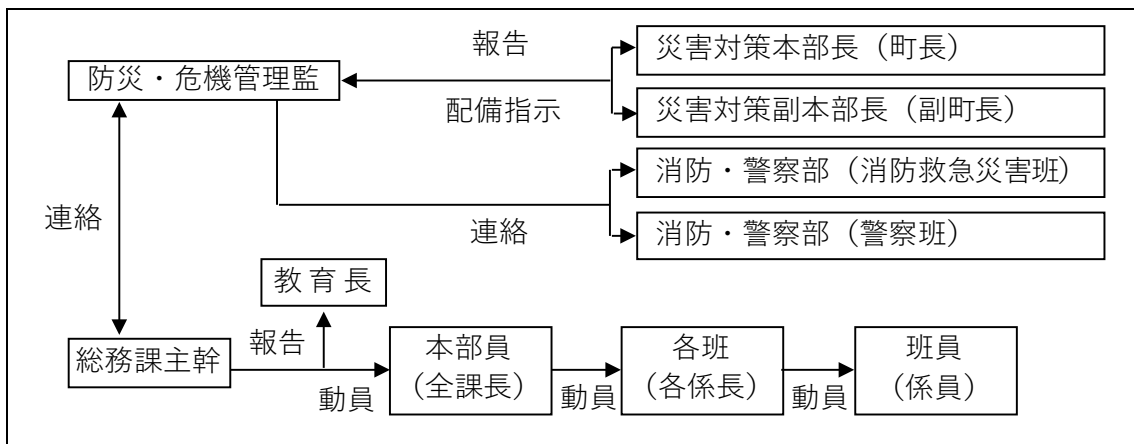 報告
災害対策本部長（町長）
防災・危機管理監
配備指示
災害対策副本部長（副町長）
消防・警察部（消防救急災害班）
連絡
連絡
消防・警察部（警察班）
教 育 長
総務課主幹
報告
動員
本部員
（全課長）
動員
各班
（各係長）
動員
班員
（係員）